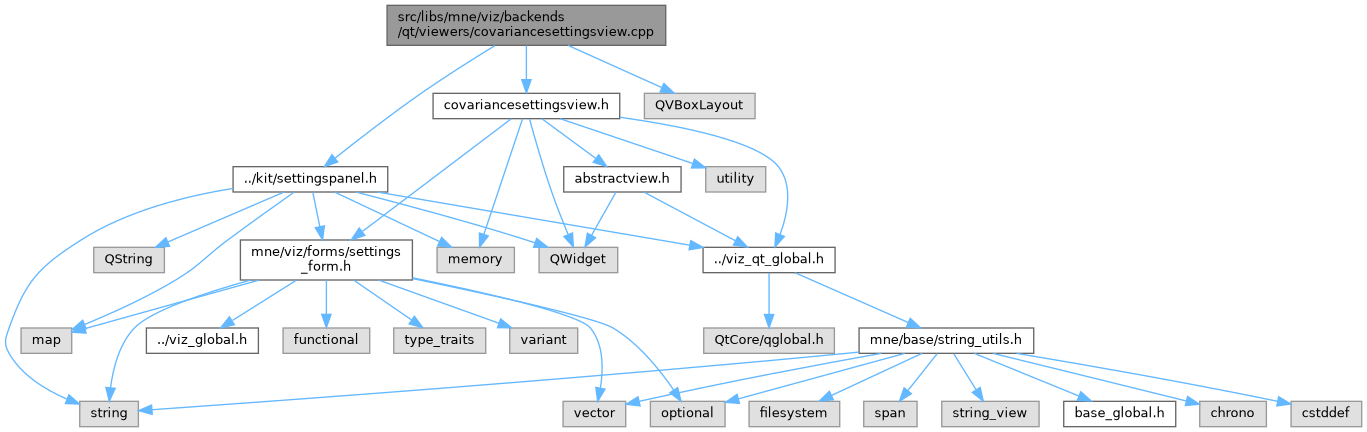 src/libs/mne/viz/backends
/qt/viewers/covariancesettingsview.cpp
covariancesettingsview.h
QVBoxLayout
../kit/settingspanel.h
abstractview.h
utility
QString
mne/viz/forms/settings
_form.h
memory
QWidget
../viz_qt_global.h
map
../viz_global.h
functional
type_traits
variant
QtCore/qglobal.h
mne/base/string_utils.h
string
vector
optional
filesystem
span
string_view
base_global.h
chrono
cstddef